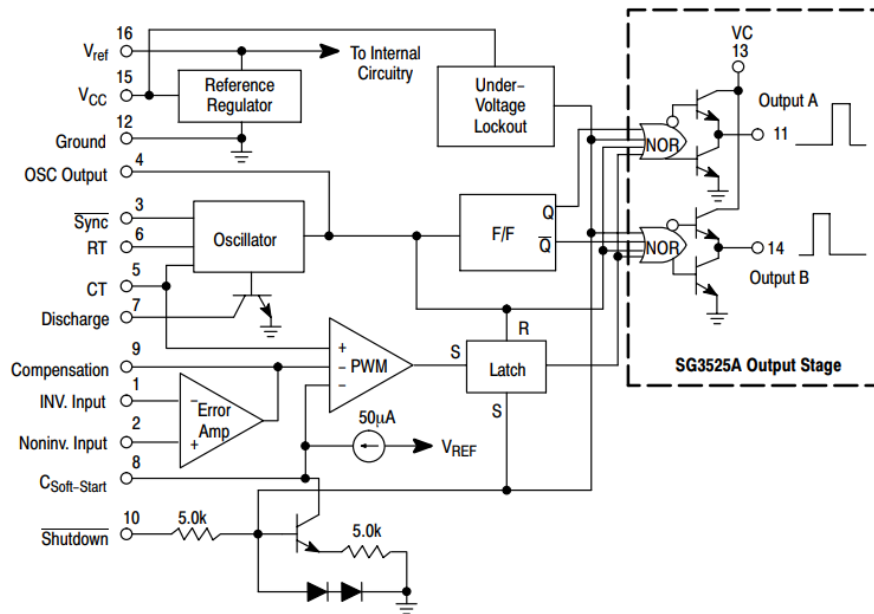 16
Vref
To Internal
Circuitry
15
VCC
Reference
Regulator
12
Ground
4
OSC Output
Under–
Voltage
Lockout
VC
13
Output A
NOR
11
3
Sync
6
RT
Oscillator
5
CT
7
Discharge
F/F
Q
Q
NOR
14
Output B
9
Compensation
1
INV. Input
2
Noninv. Input
8
CSoft–Start
+
–
–
PWM
–
Error
Amp
+
S
R
Latch
S
SG3525A Output Stage
50μA
VREF
10
Shutdown
5.0k
5.0k